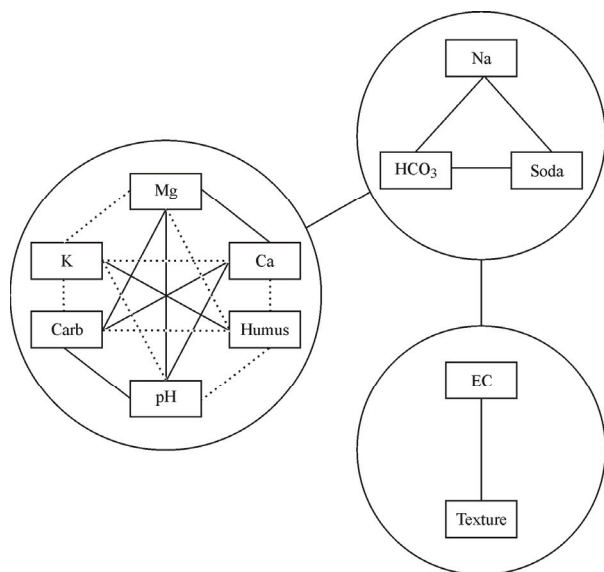 Na
HCO₃
Soda
Mg
K
Ca
Carb
Humus
pH
EC
Texture